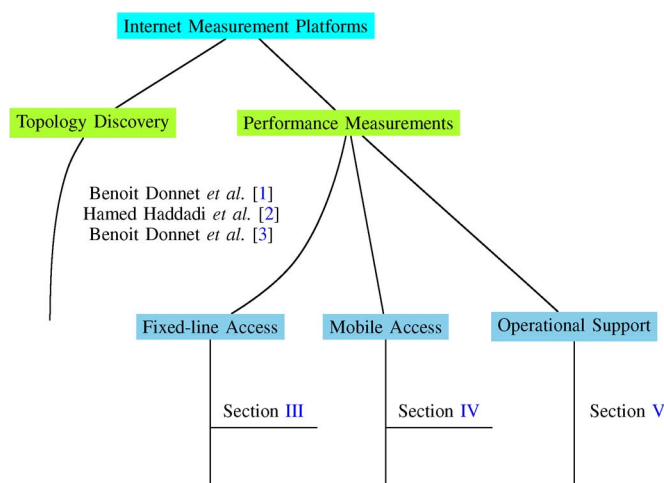 Internet Measurement Platforms
Topology Discovery
Performance Measurements
Benoit Donnet et al. [1]
Hamed Haddadi et al. [2]
Benoit Donnet et al. [3]
Fixed-line Access
Mobile Access
Operational Support
Section III
Section IV
Section V